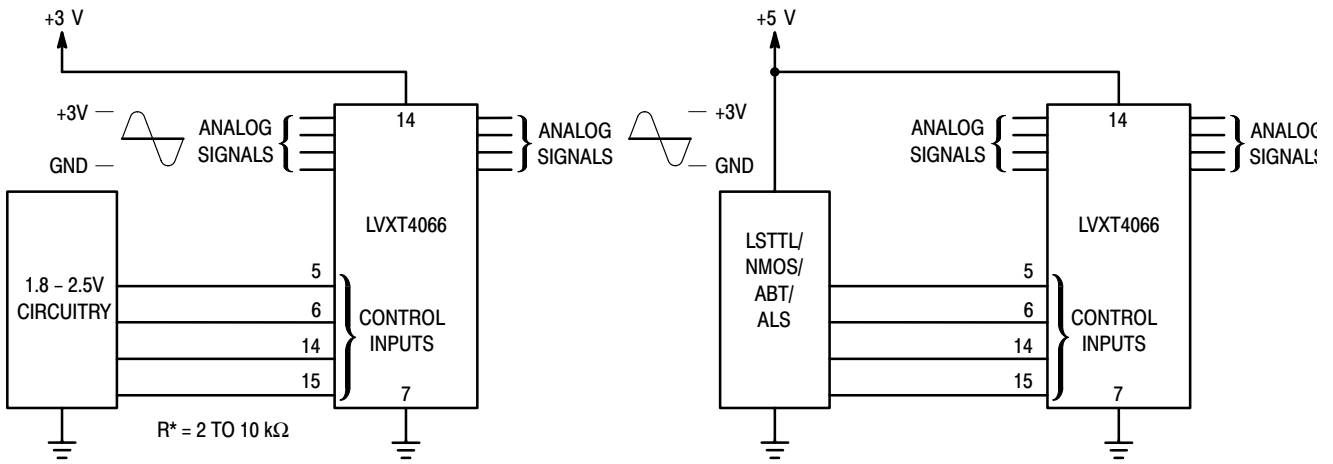 +3 V
+3V
GND
ANALOG
SIGNALS
14
ANALOG
SIGNALS
LVXT4066
1.8 – 2.5V
CIRCUITRY
5
6
14
15
CONTROL
INPUTS
7
R* = 2 TO 10 kΩ
+5 V
+3V
GND
ANALOG
SIGNALS
14
ANALOG
SIGNALS
LVXT4066
LSTTL/
NMOS/
ABT/
ALS
5
6
14
15
CONTROL
INPUTS
7